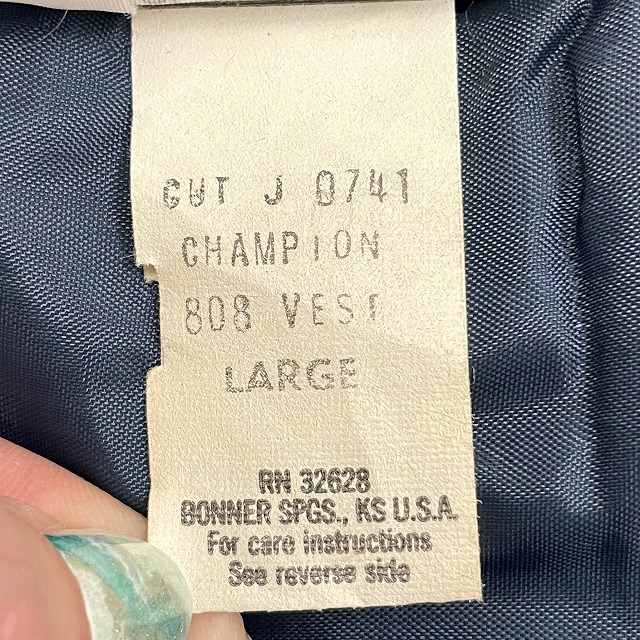 CUT J 0741
CHAMPION
808 VEST
LARGE
RN 32628
BONNER SPGS., KS U.S.A.
For care instructions
See reverse side